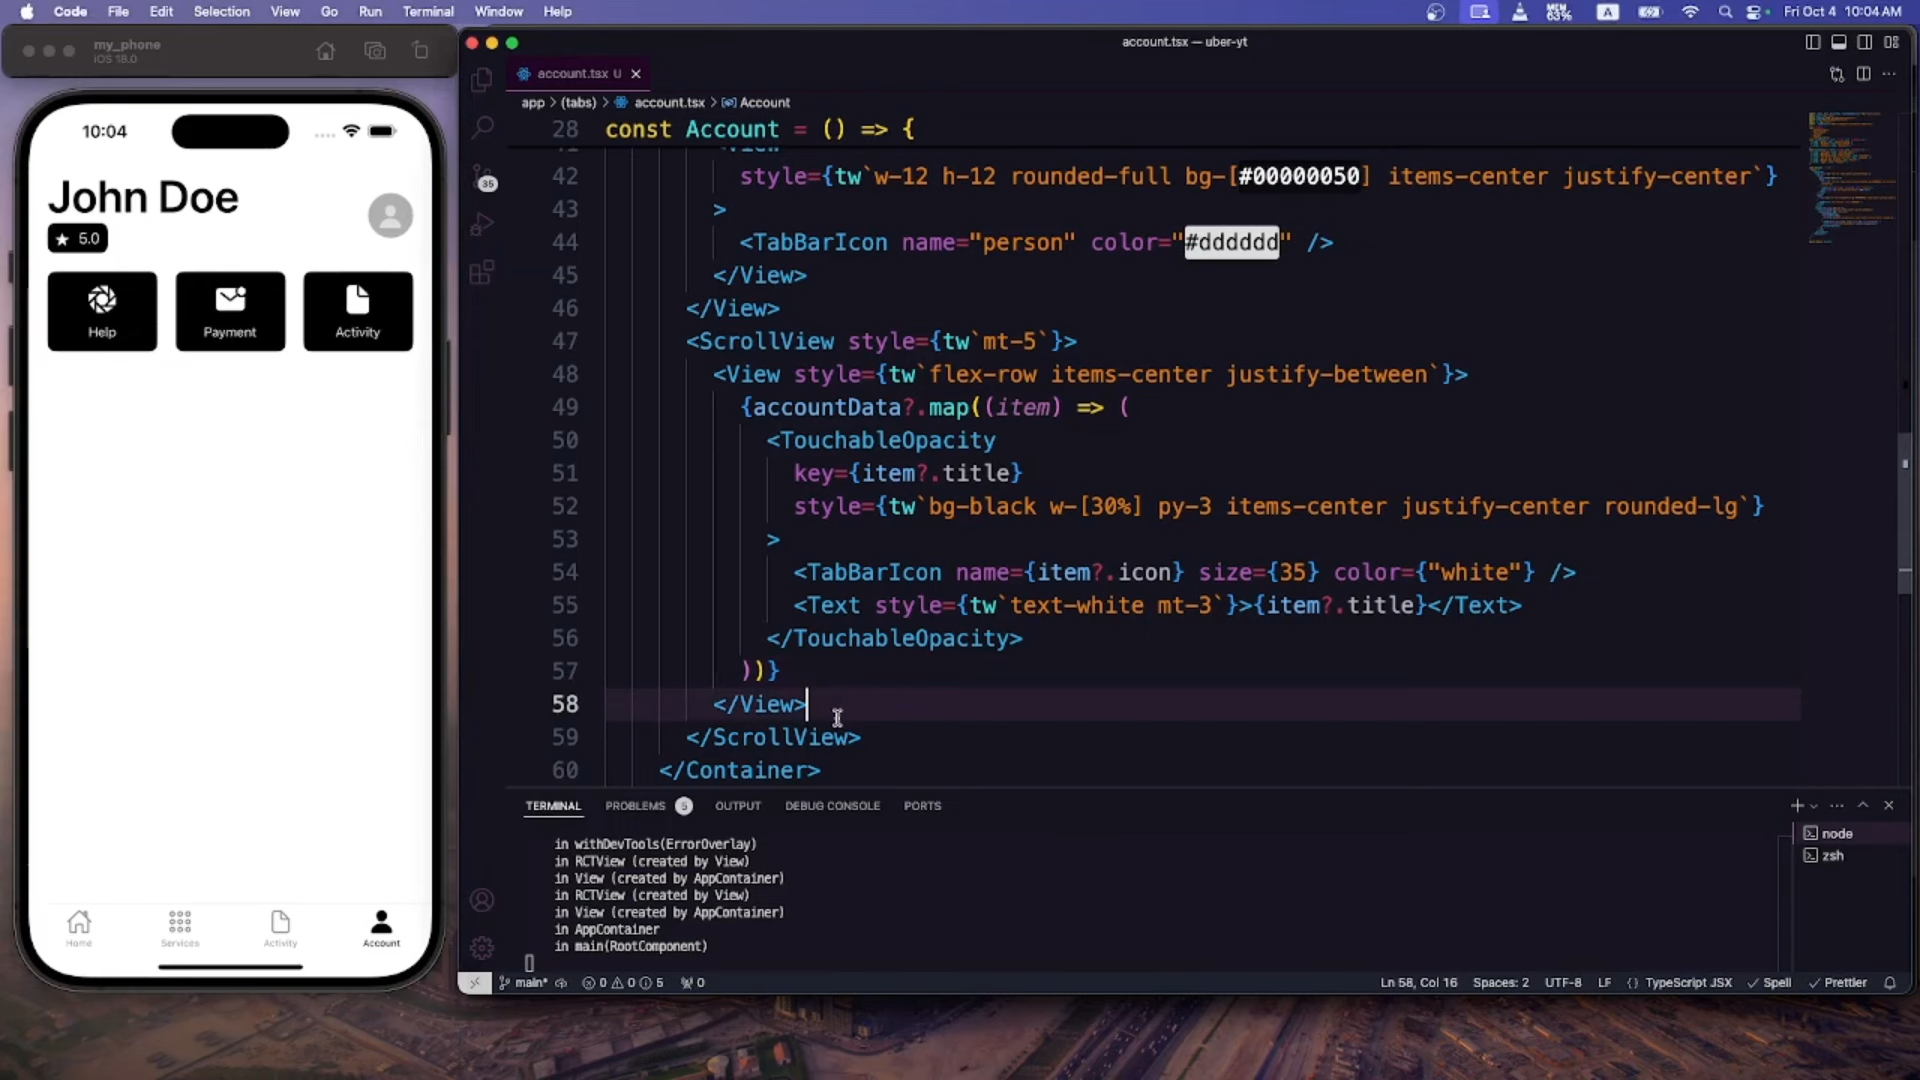 Code File Edit Selection View Go Run Terminal Window Help
MEM
63%
A
Fri Oct 4 10:04 AM
my_phone
iOS 18.0
10:04
John Doe
★ 5.0
Help
Payment
Activity
Home
Services
Activity
Account
account.tsx — uber-yt
account.tsx U
app > (tabs) > account.tsx > Account
35
28 const Account = () => {
42 style={tw`w-12 h-12 rounded-full bg-[#00000050] items-center justify-center`}
43 >
44 <TabBarIcon name="person" color="#dddddd" />
45 </View>
46 </View>
47 <ScrollView style={tw`mt-5`}>
48 <View style={tw`flex-row items-center justify-between`}>
49 {accountData?.map((item) => (
50 <TouchableOpacity
51 key={item?.title}
52 style={tw`bg-black w-[30%] py-3 items-center justify-center rounded-lg`}
53 >
54 <TabBarIcon name={item?.icon} size={35} color={"white"} />
55 <Text style={tw`text-white mt-3`}>{item?.title}</Text>
56 </TouchableOpacity>
57 ))}
58 </View>
59 </ScrollView>
60 </Container>
TERMINAL PROBLEMS 5 OUTPUT DEBUG CONSOLE PORTS
in withDevTools(ErrorOverlay)
in RCTView (created by View)
in View (created by AppContainer)
in RCTView (created by View)
in View (created by AppContainer)
in AppContainer
in main(RootComponent)
node
zsh
main* 0 0 5 0
Ln 58, Col 16 Spaces: 2 UTF-8 LF {} TypeScript JSX ✓ Spell ✓ Prettier